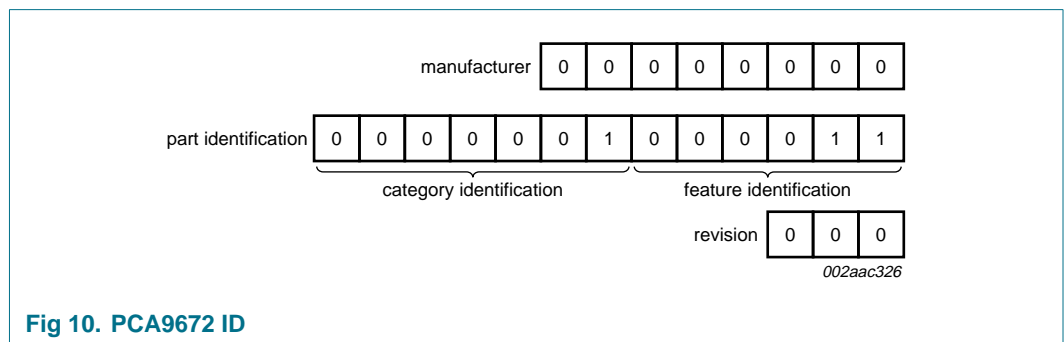 manufacturer 0 0 0 0 0 0 0 0
part identification 0 0 0 0 0 0 1 0 0 0 0 1 1
category identification feature identification
revision 0 0 0
002aac326
Fig 10. PCA9672 ID